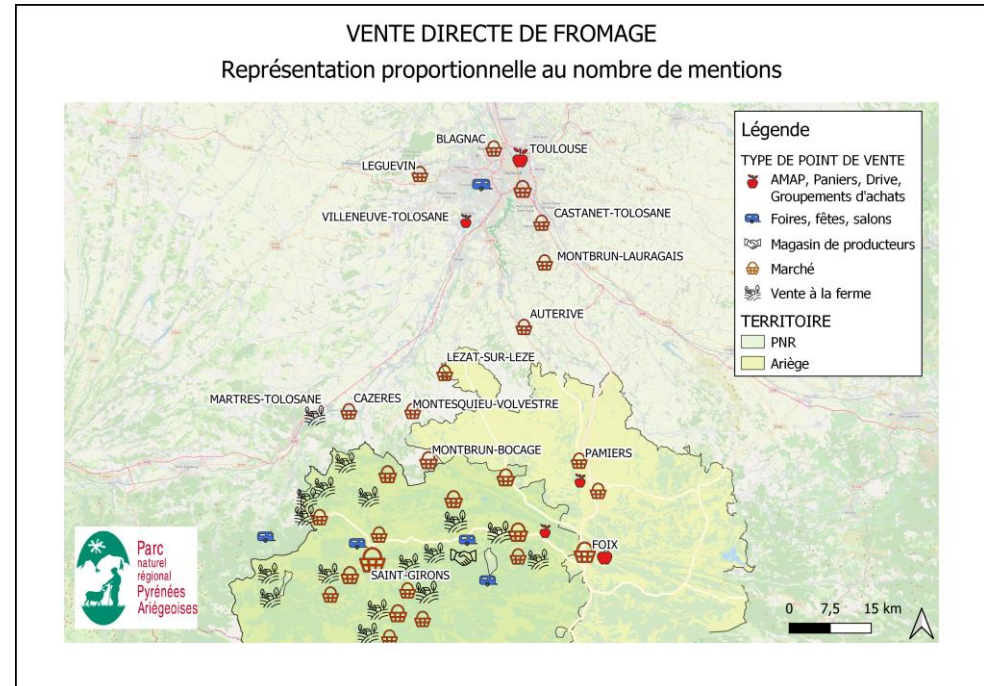 VENTE DIRECTE DE FROMAGE
Représentation proportionnelle au nombre de mentions
Légende
TYPE DE POINT DE VENTE
AMAP, Paniers, Drive,
Groupements d'achats
Foires, fêtes, salons
Magasin de producteurs
Marché
Vente à la ferme
TERRITOIRE
PNR
Ariège
BLAGNAC
TOULOUSE
LEGUEVIN
VILLENEUVE-TOLOSANE
CASTANET-TOLOSANE
MONTBRUN-LAURAGAIS
AUTERIVE
LEZAT-SUR-LEZE
MARTRES-TOLOSANE
CAZERES
MONTESQUIEU-VOLVESTRE
MONTBRUN-BOCAGE
PAMIERS
FOIX
SAINT-GIRONS
Parc
naturel
régional
Pyrénées
Ariégeoises
0 7,5 15 km